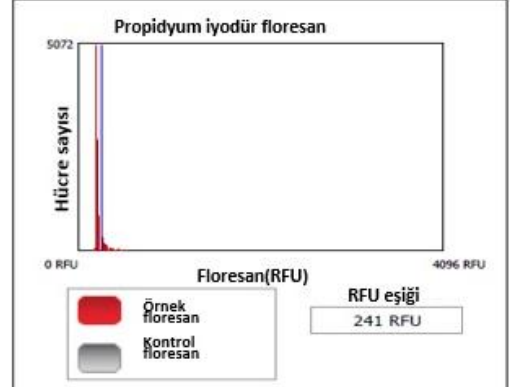 Propidyum iyodür floresan
5072
Hücre sayısı
0 RFU
4096 RFU
Floresan(RFU)
Örnek
floresan
Kontrol
floresan
RFU eşiği
241 RFU